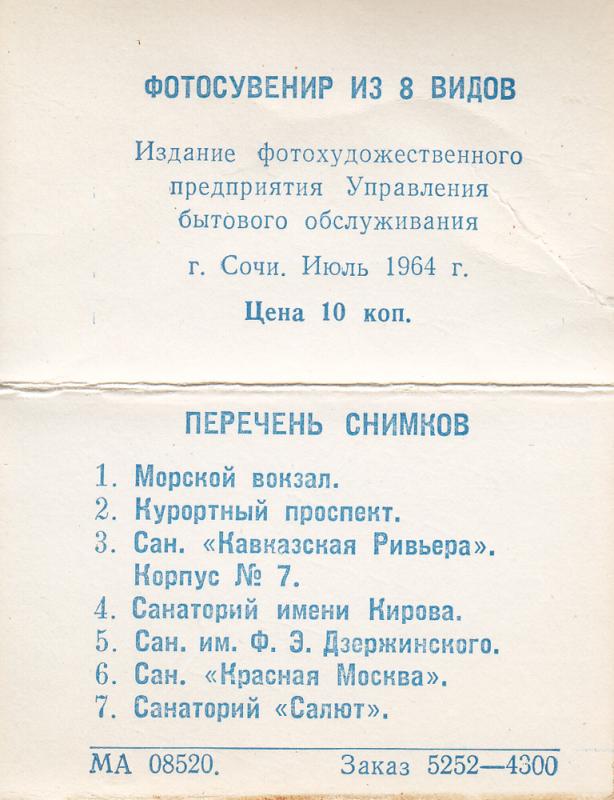 ФОТОСУВЕНИР ИЗ 8 ВИДОВ
Издание фотохудожественного
предприятия Управления
бытового обслуживания
г. Сочи. Июль 1964 г.
Цена 10 коп.
ПЕРЕЧЕНЬ СНИМКОВ
1. Морской вокзал.
2. Курортный проспект.
3. Сан. «Кавказская Ривьера».
Корпус № 7.
4. Санаторий имени Кирова.
5. Сан. им. Ф. Э. Дзержинского.
6. Сан. «Красная Москва».
7. Санаторий «Салют».
МА 08520. Заказ 5252—4300